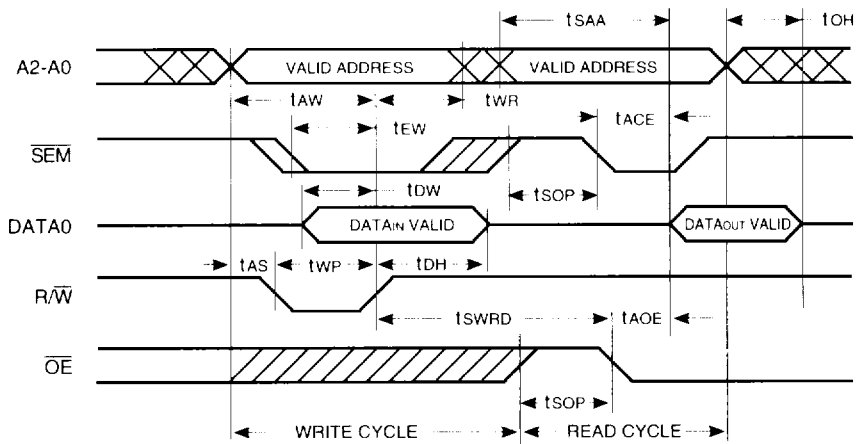 tSAA
tOH
A2-A0
VALID ADDRESS
VALID ADDRESS
tAW
tWR
tEW
tACE
SEM
tDW
tSOP
DATA0
DATAIN VALID
DATAOUT VALID
tAS
tWP
tDH
R/W
tSWRD
tAOE
OE
tSOP
WRITE CYCLE
READ CYCLE